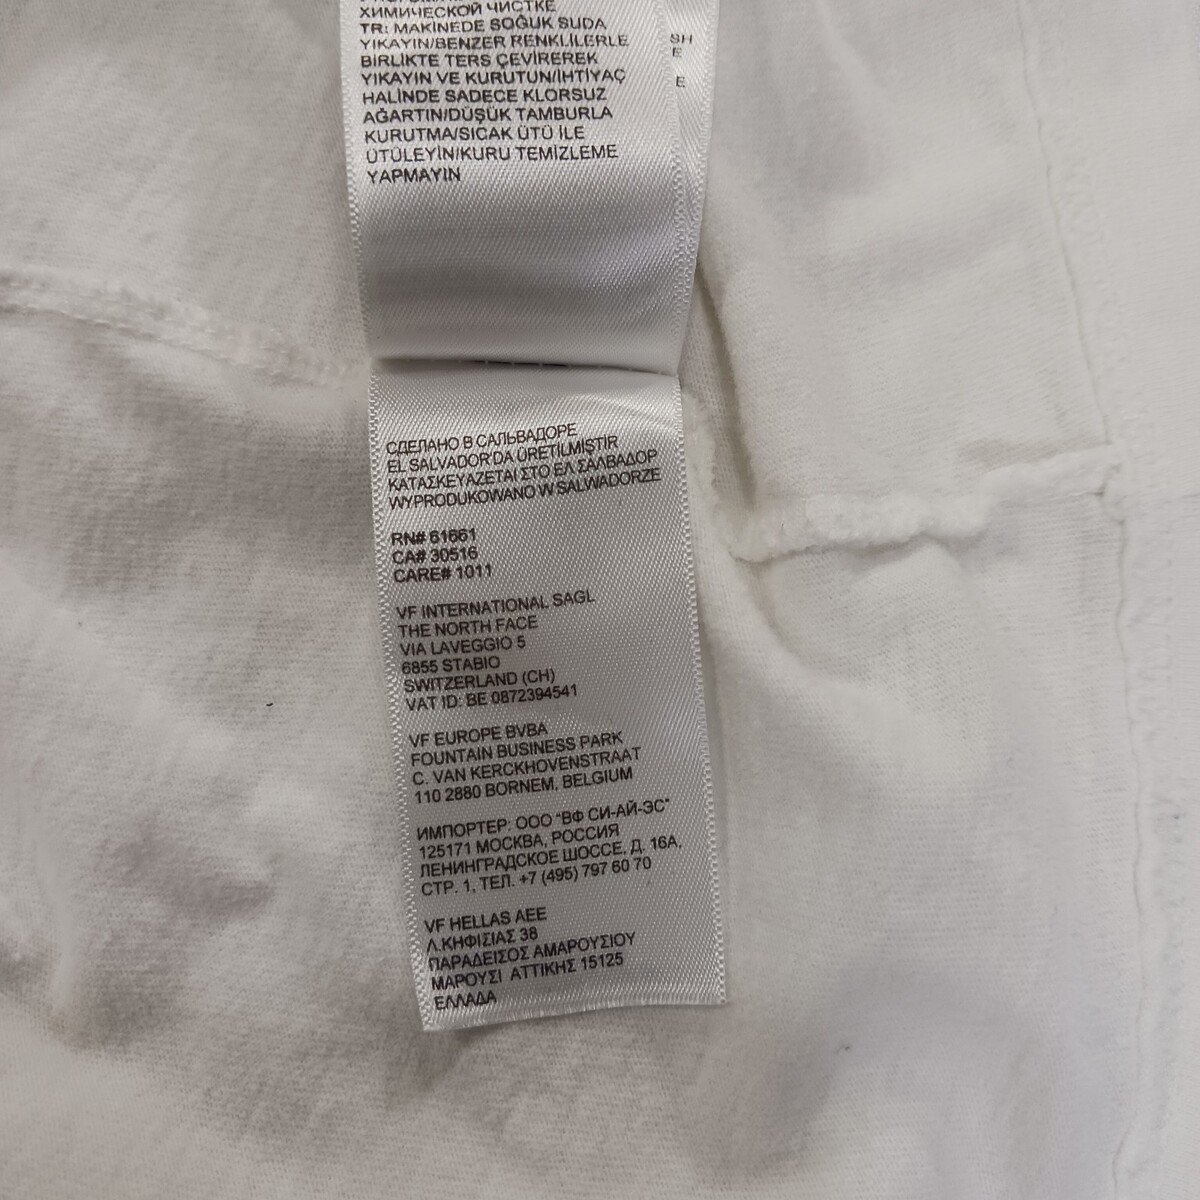 ХИМИЧЕСКОЙ ЧИСТКЕ
TR: MAKİNEDE SOĞUK SUDA
YIKAYIN/BENZER RENKLİLERLE
BİRLİKTE TERS ÇEVİREREK
YIKAYIN VE KURUTUN/İHTİYAÇ
HALİNDE SADECE KLORSUZ
AĞARTIN/DÜŞÜK TAMBURLA
KURUTMA/SICAK ÜTÜ İLE
ÜTÜLEYİN/KURU TEMİZLEME
YAPMAYIN
SH
E
E
СДЕЛАНО В САЛЬВАДОРЕ
EL SALVADOR'DA ÜRETİLMİŞTİR
ΚΑΤΑΣΚΕΥΑΖΕΤΑΙ ΣΤΟ ΕΛ ΣΑΛΒΑΔΟΡ
WYPRODUKOWANO W SALWADORZE
RN# 61661
CA# 30516
CARE# 1011
VF INTERNATIONAL SAGL
THE NORTH FACE
VIA LAVEGGIO 5
6855 STABIO
SWITZERLAND (CH)
VAT ID: BE 0872394541
VF EUROPE BVBA
FOUNTAIN BUSINESS PARK
C. VAN KERCKHOVENSTRAAT
110 2880 BORNEM, BELGIUM
ИМПОРТЕР: ООО "ВФ СИ-АЙ-ЭС"
125171 МОСКВА, РОССИЯ
ЛЕНИНГРАДСКОЕ ШОССЕ, Д. 16А,
СТР. 1, ТЕЛ. +7 (495) 797 60 70
VF HELLAS AEE
Λ.ΚΗΦΙΣΙΑΣ 38
ΠΑΡΑΔΕΙΣΟΣ ΑΜΑΡΟΥΣΙΟΥ
ΜΑΡΟΥΣΙ ΑΤΤΙΚΗΣ 15125
ΕΛΛΑΔΑ